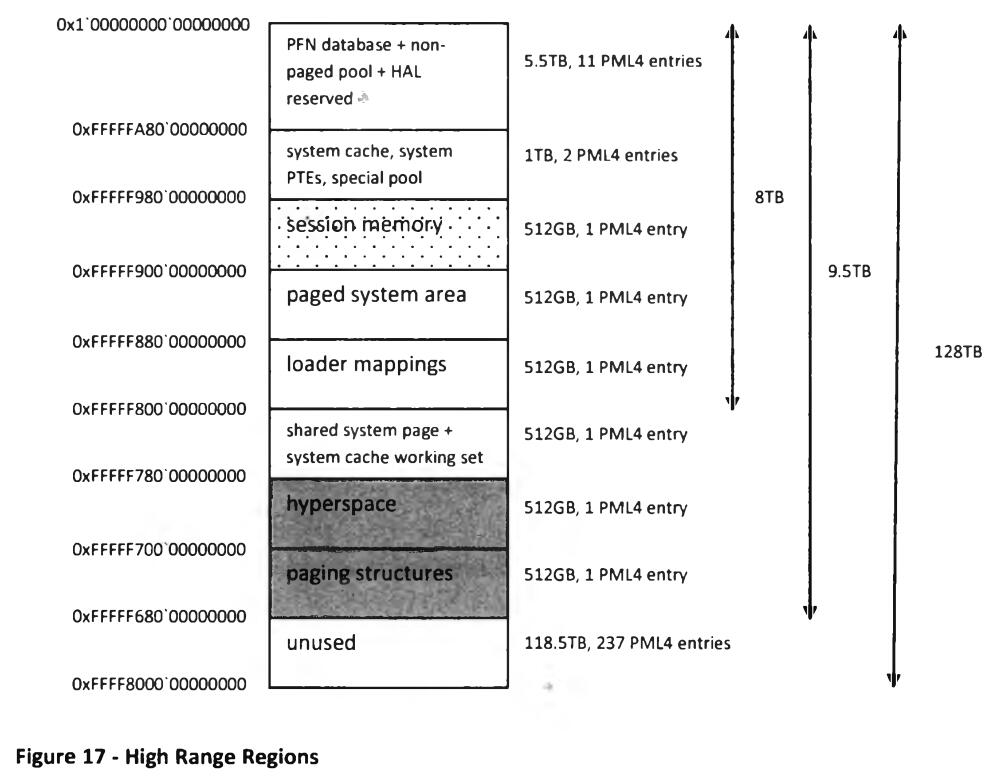 0x1`00000000`00000000
PFN database + non-
paged pool + HAL
reserved
5.5TB, 11 PML4 entries
0xFFFFFA80`00000000
system cache, system
PTEs, special pool
1TB, 2 PML4 entries
8TB
0xFFFFF980`00000000
session memory
512GB, 1 PML4 entry
9.5TB
0xFFFFF900`00000000
paged system area
512GB, 1 PML4 entry
128TB
0xFFFFF880`00000000
loader mappings
512GB, 1 PML4 entry
0xFFFFF800`00000000
shared system page +
system cache working set
512GB, 1 PML4 entry
0xFFFFF780`00000000
hyperspace
512GB, 1 PML4 entry
0xFFFFF700`00000000
paging structures
512GB, 1 PML4 entry
0xFFFFF680`00000000
unused
118.5TB, 237 PML4 entries
0xFFFF8000`00000000
Figure 17 - High Range Regions